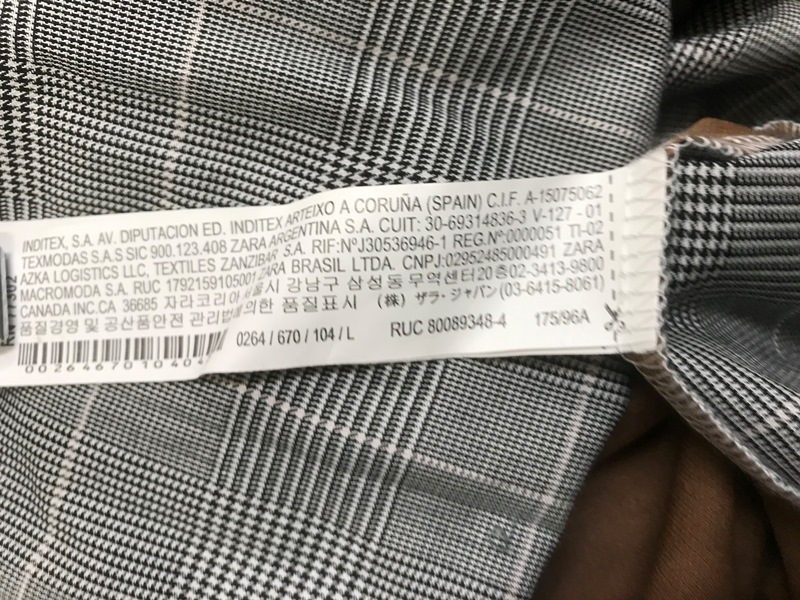 INDITEX, S.A. AV. DIPUTACION ED. INDITEX ARTEIXO A CORUÑA (SPAIN) C.I.F. A-15075062
TEXMODAS S.A.S SIC 900.123.408 ZARA ARGENTINA S.A. CUIT: 30-69314836-3 V-127 - 01
AZKA LOGISTICS LLC, TEXTILES ZANZIBAR S.A. RIF:NºJ30536946-1 REG.Nº:0000051 TI-02
MACROMODA S.A. RUC 1792159105001 ZARA BRASIL LTDA. CNPJ:02952485000491 ZARA
CANADA INC.CA 36685 자라코리아 서울시 강남구 삼성동 무역센터20층02-3413-9800
품질경영 및 공산품안전 관리법에 의한 품질표시 (株) ザラ・ジャパン(03-6415-8061)
0264 / 670 / 104 / L RUC 80089348-4 175/96A
002646701040